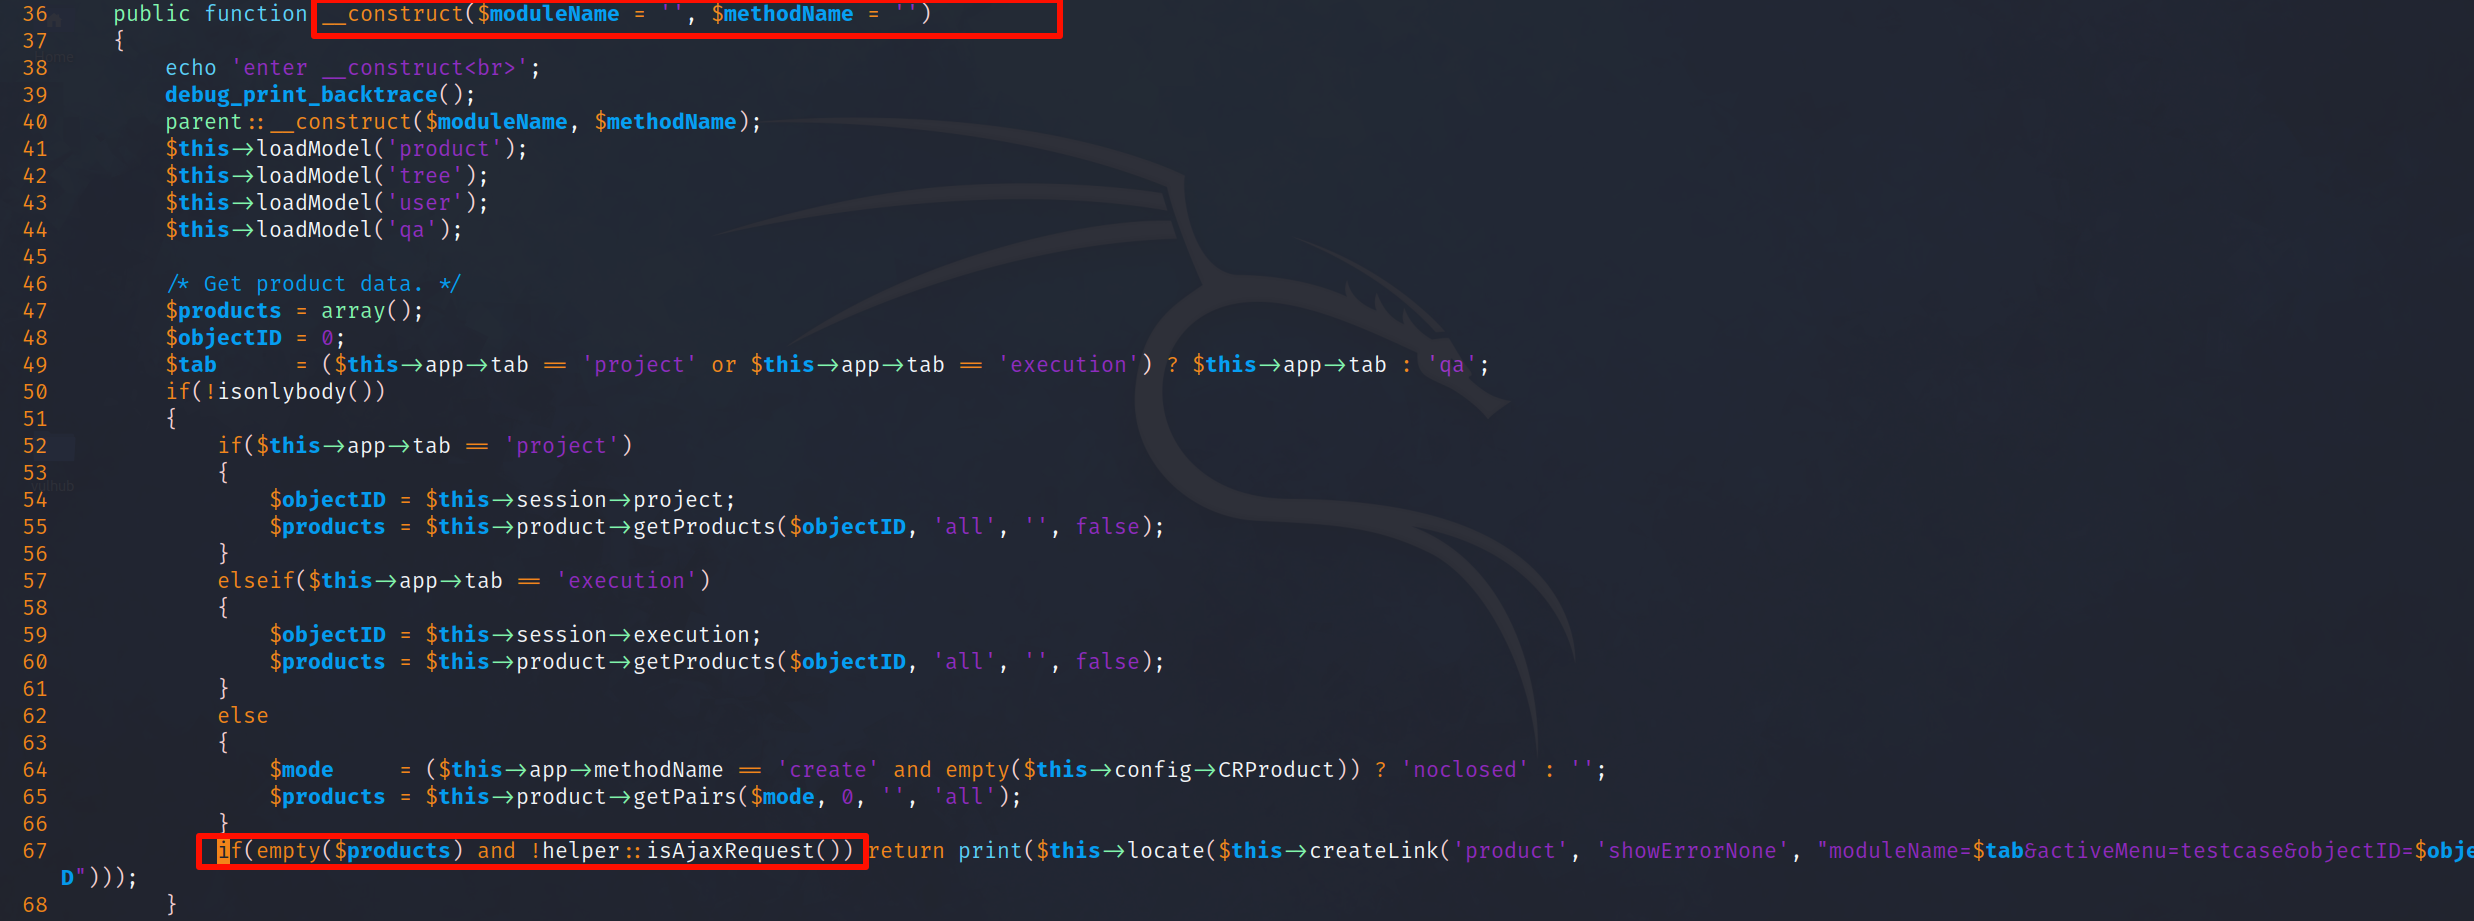 36     public function __construct($moduleName = '', $methodName = '')
37     {
38         echo 'enter __construct<br>';
39         debug_print_backtrace();
40         parent::__construct($moduleName, $methodName);
41         $this->loadModel('product');
42         $this->loadModel('tree');
43         $this->loadModel('user');
44         $this->loadModel('qa');
45
46         /* Get product data. */
47         $products = array();
48         $objectID = 0;
49         $tab      = ($this->app->tab == 'project' or $this->app->tab == 'execution') ? $this->app->tab : 'qa';
50         if(!isonlybody())
51         {
52             if($this->app->tab == 'project')
53             {
54                 $objectID = $this->session->project;
55                 $products = $this->product->getProducts($objectID, 'all', '', false);
56             }
57             elseif($this->app->tab == 'execution')
58             {
59                 $objectID = $this->session->execution;
60                 $products = $this->product->getProducts($objectID, 'all', '', false);
61             }
62             else
63             {
64                 $mode     = ($this->app->methodName == 'create' and empty($this->config->CRProduct)) ? 'noclosed' : '';
65                 $products = $this->product->getPairs($mode, 0, '', 'all');
66             }
67             if(empty($products) and !helper::isAjaxRequest()) return print($this->locate($this->createLink('product', 'showErrorNone', "moduleName=$tab&activeMenu=testcase&objectID=$obje
D")));
68         }